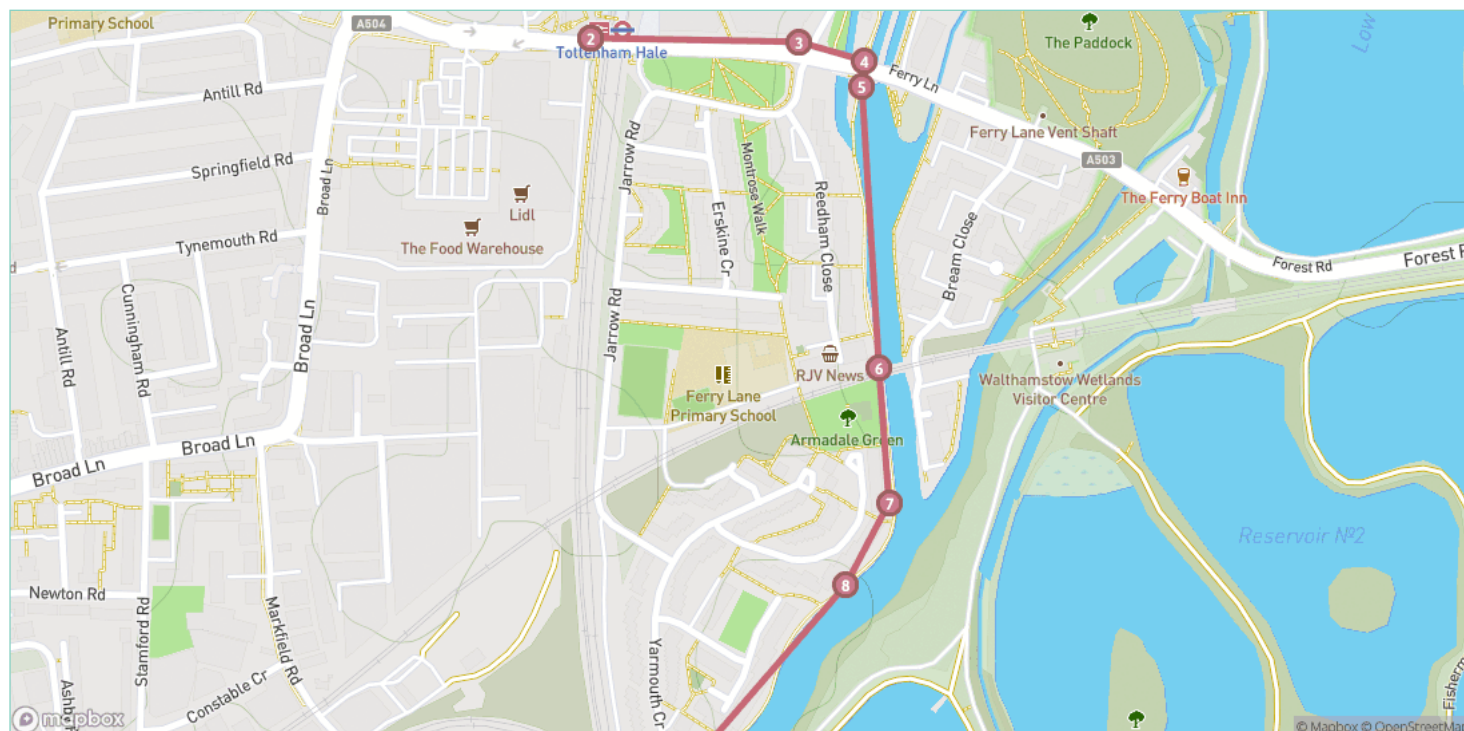 Primary School
A504
2
Tottenham Hale
3
4
5
The Paddock
Low
Ferry Ln
Antill Rd
Ferry Lane Vent Shaft
A503
Springfield Rd
Jarrow Rd
Montrose Walk
Broad Ln
Lidl
The Food Warehouse
Erskine Cr
Reedham Close
Bream Close
The Ferry Boat Inn
Tynemouth Rd
Forest Rd
Forest R
Cunningham Rd
Antill Rd
Broad Ln
Jarrow Rd
RJV News
6
Ferry Lane
Primary School
Walthamstow Wetlands
Visitor Centre
Armadale Green
Broad Ln
Broad Ln
7
Reservoir №2
8
Newton Rd
Stamford Rd
Markfield Rd
Constable Cr
Yarmouth Cr
Ashb
Fisherm
mapbox
© Mapbox © OpenStreetMap